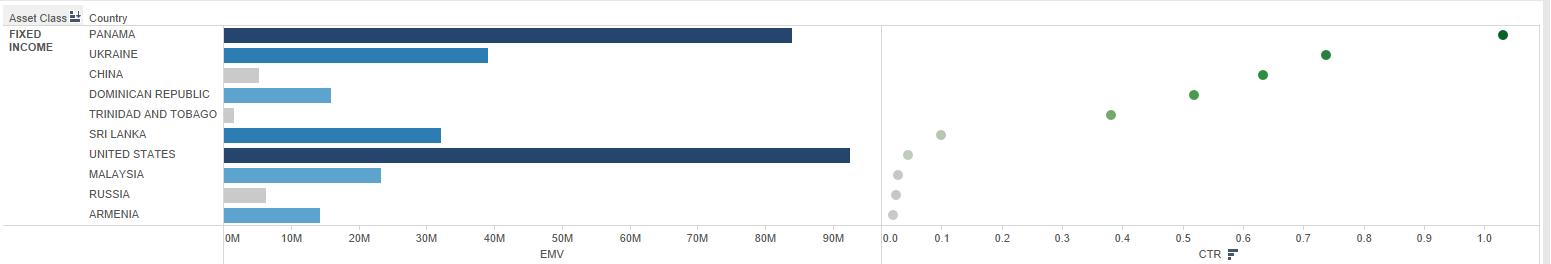 Asset Class Country
FIXED INCOME
PANAMA
UKRAINE
CHINA
DOMINICAN REPUBLIC
TRINIDAD AND TOBAGO
SRI LANKA
UNITED STATES
MALAYSIA
RUSSIA
ARMENIA
0M 10M 20M 30M 40M 50M 60M 70M 80M 90M
EMV
0.0 0.1 0.2 0.3 0.4 0.5 0.6 0.7 0.8 0.9 1.0
CTR